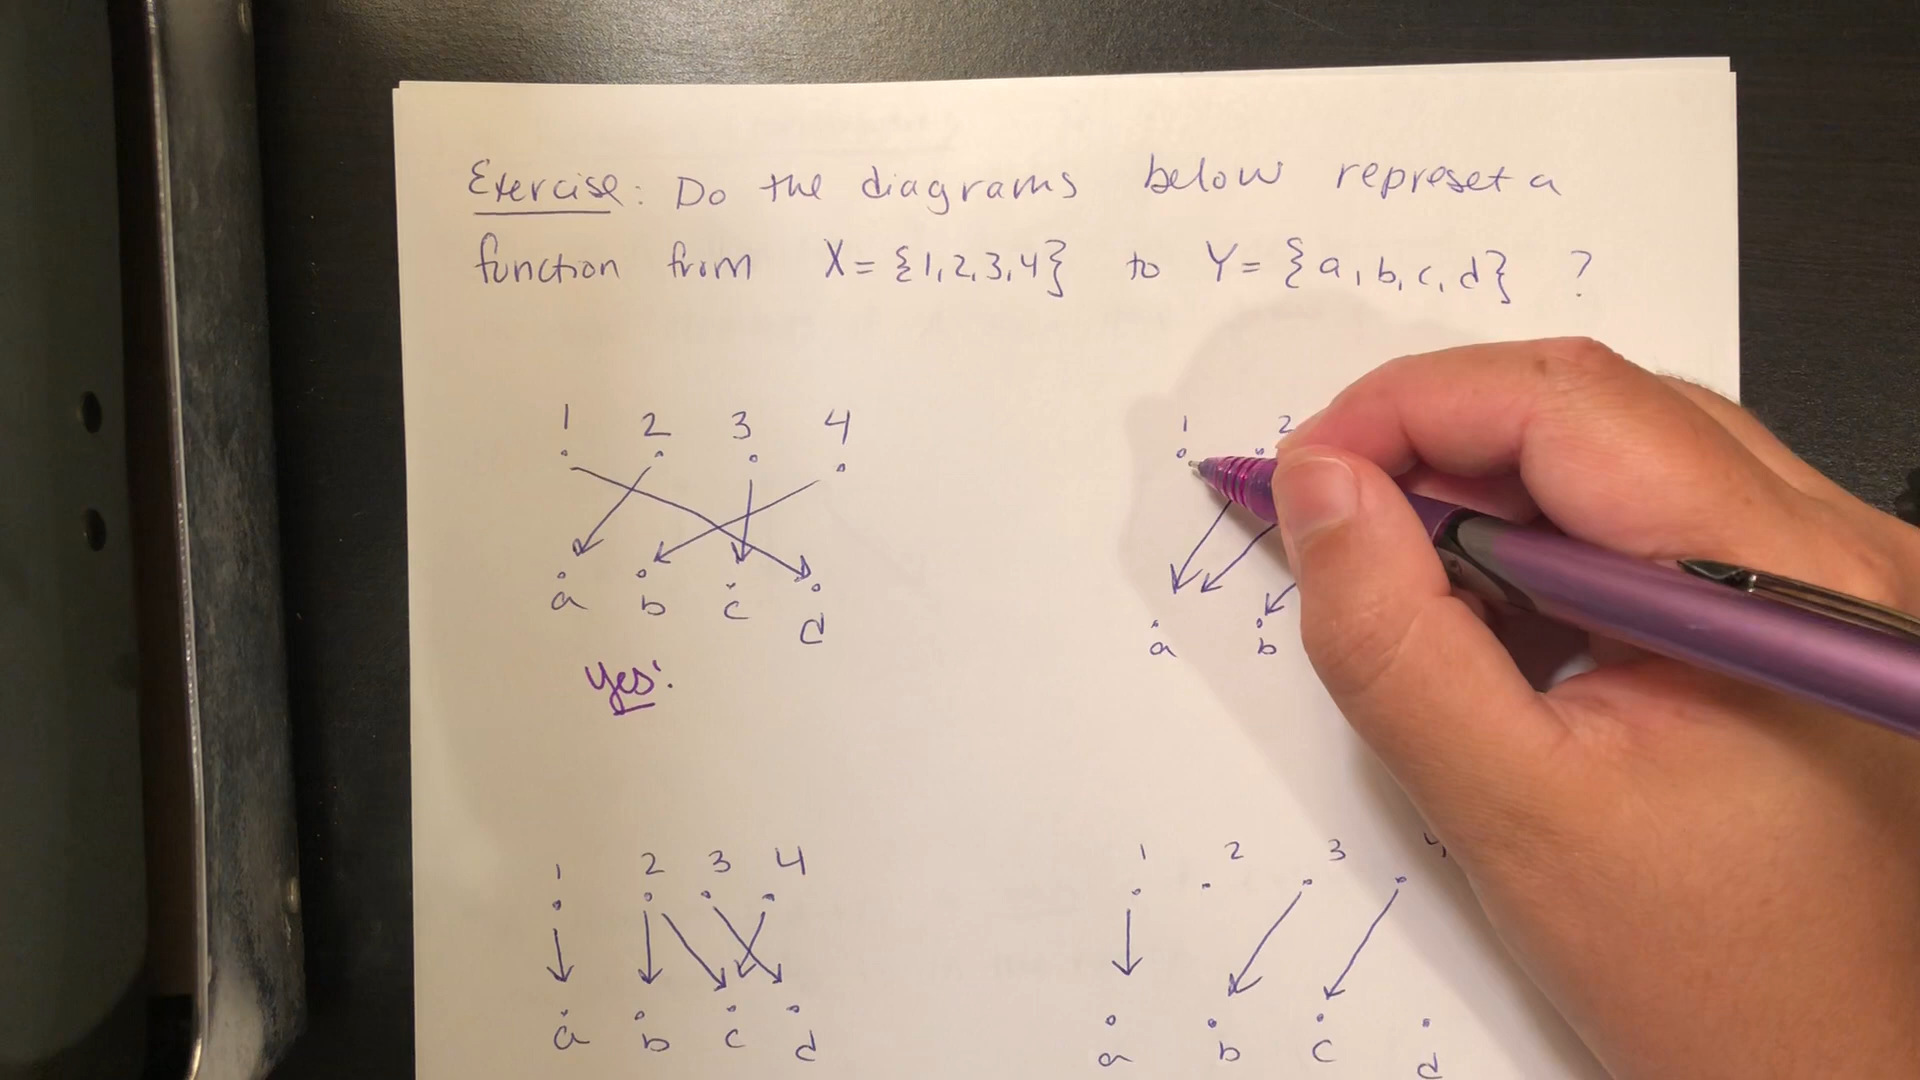 Exercise: Do the diagrams below represet a
function from X = {1,2,3,4} to Y = {a,b,c,d} ?
1 2 3 4
a b c d
yes:
1 2
a b
1 2 3 4
a b c d
1 2 3
a b c d